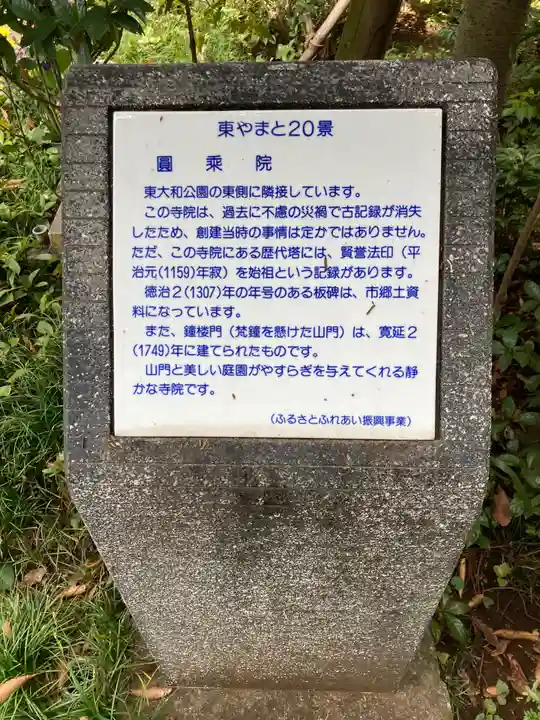 東やまと20景
圓乗院
東大和公園の東側に隣接しています。
この寺院は、過去に不慮の災禍で古記録が消失
したため、創建当時の事情は定かではありません。
ただ、この寺院にある歴代塔には、賢誉法印(平
治元(1159)年寂)を始祖という記録があります。
徳治2(1307)年の年号のある板碑は、市郷土資
料になっています。
また、鐘楼門(梵鐘を懸けた山門)は、寛延2
(1749)年に建てられたものです。
山門と美しい庭園がやすらぎを与えてくれる静
かな寺院です。
(ふるさとふれあい振興事業)